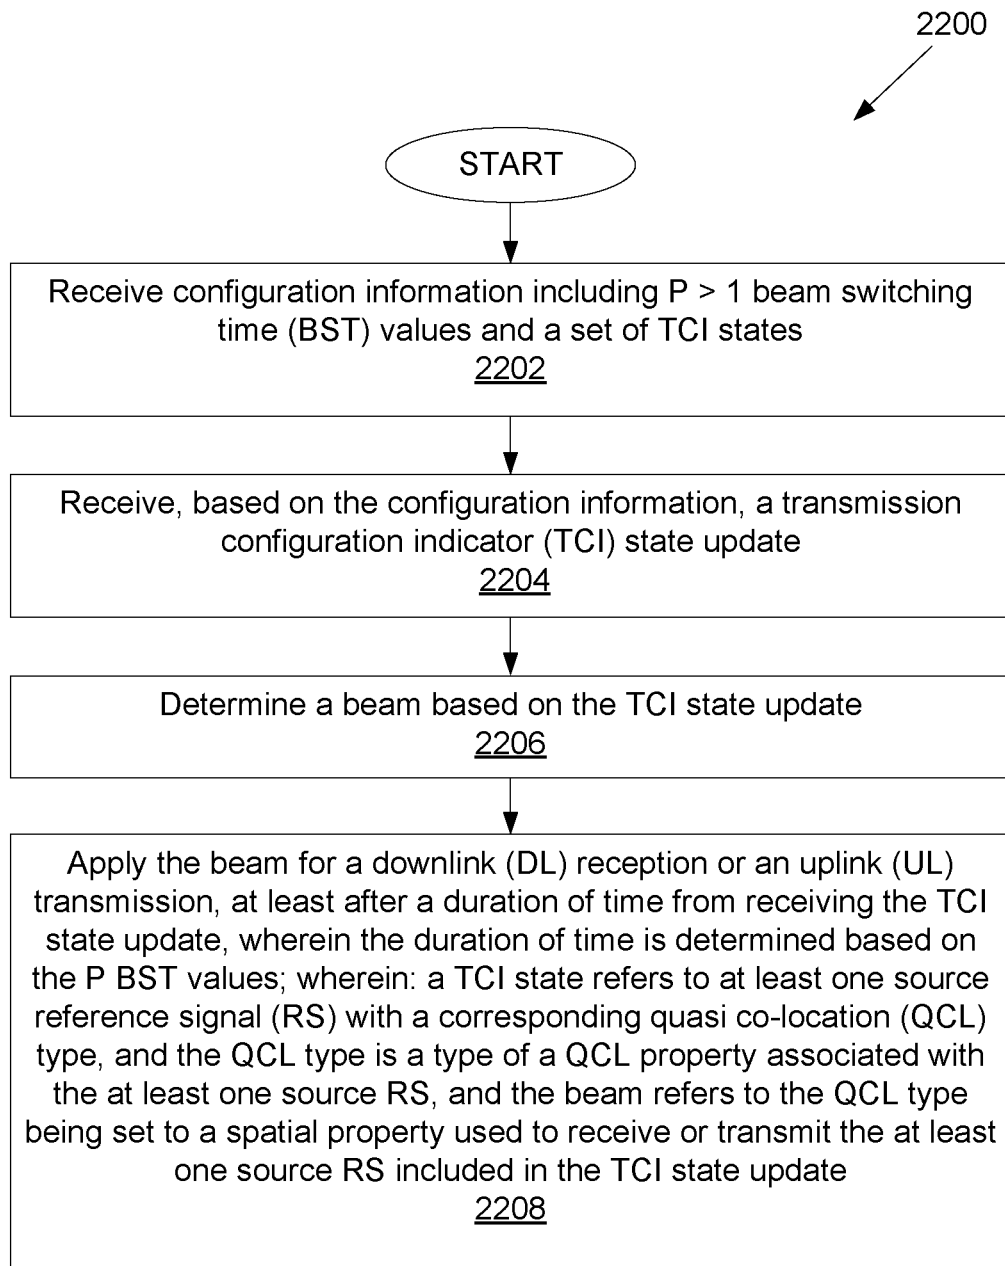 2200
START
Receive configuration information including P > 1 beam switching
time (BST) values and a set of TCI states
2202
Receive, based on the configuration information, a transmission
configuration indicator (TCI) state update
2204
Determine a beam based on the TCI state update
2206
Apply the beam for a downlink (DL) reception or an uplink (UL)
transmission, at least after a duration of time from receiving the TCI
state update, wherein the duration of time is determined based on
the P BST values; wherein: a TCI state refers to at least one source
reference signal (RS) with a corresponding quasi co-location (QCL)
type, and the QCL type is a type of a QCL property associated with
the at least one source RS, and the beam refers to the QCL type
being set to a spatial property used to receive or transmit the at least
one source RS included in the TCI state update
2208